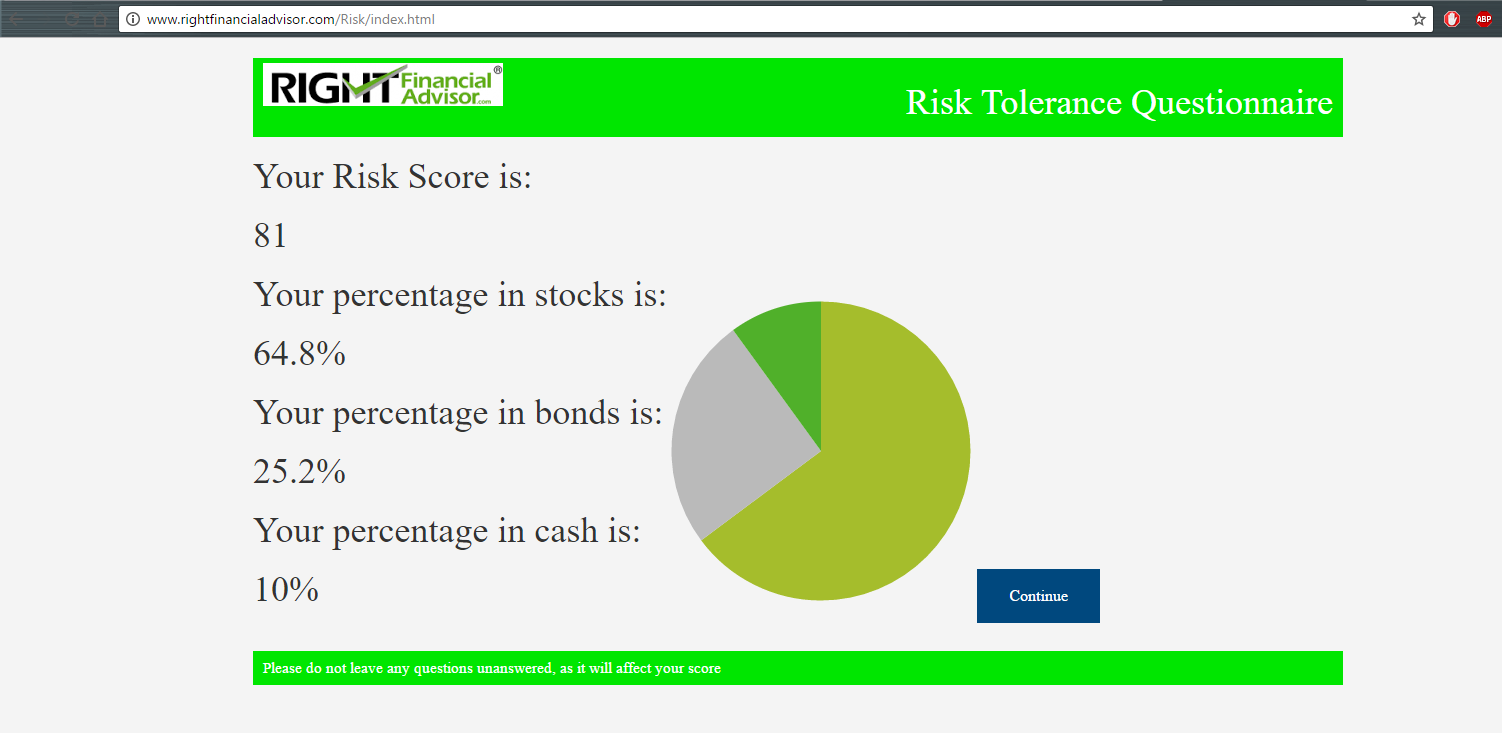 www.rightfinancialadvisor.com/Risk/index.html
ABP
RIGHT Financial Advisor.com®
Risk Tolerance Questionnaire
Your Risk Score is:
81
Your percentage in stocks is:
64.8%
Your percentage in bonds is:
25.2%
Your percentage in cash is:
10%
Continue
Please do not leave any questions unanswered, as it will affect your score